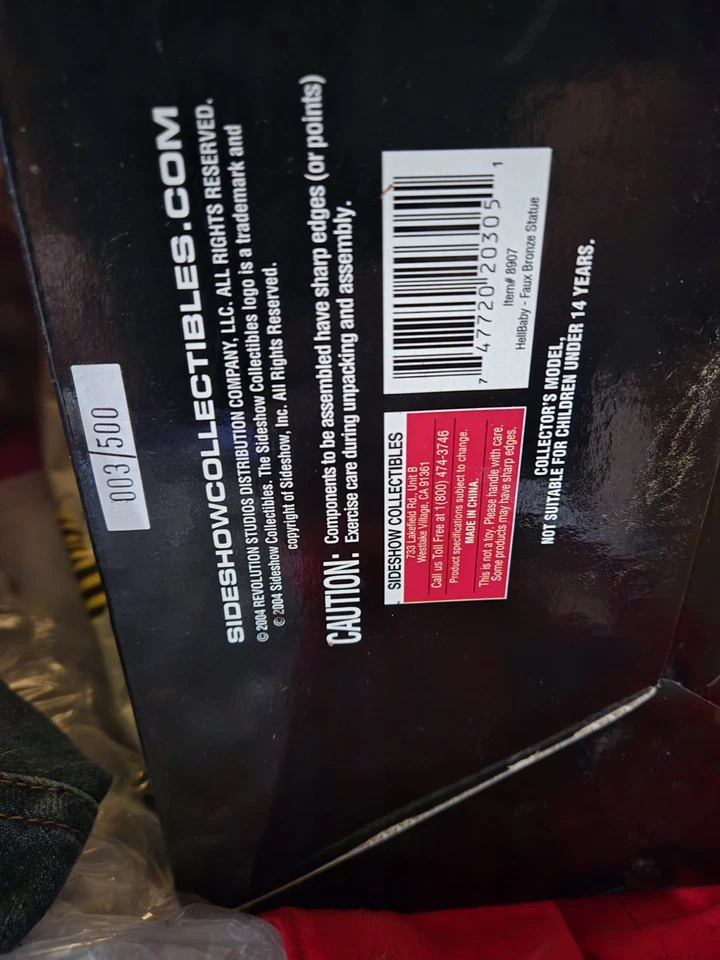 003/500
SIDESHOWCOLLECTIBLES.COM
© 2004 REVOLUTION STUDIOS DISTRIBUTION COMPANY, LLC. ALL RIGHTS RESERVED.
© 2004 Sideshow Collectibles. The Sideshow Collectibles logo is a trademark and
copyright of Sideshow, Inc. All Rights Reserved.
CAUTION: Components to be assembled have sharp edges (or points)
Exercise care during unpacking and assembly.
SIDESHOW COLLECTIBLES
733 Lakefield Rd., Unit B
Westlake Village, CA 91361
Call us Toll Free at 1(800) 474-3746
Product specifications subject to change.
MADE IN CHINA.
This is not a toy. Please handle with care.
Some products may have sharp edges.
7 47720 20305 1
Item# 8907
HellBaby - Faux Bronze Statue
COLLECTOR'S MODEL,
NOT SUITABLE FOR CHILDREN UNDER 14 YEARS.